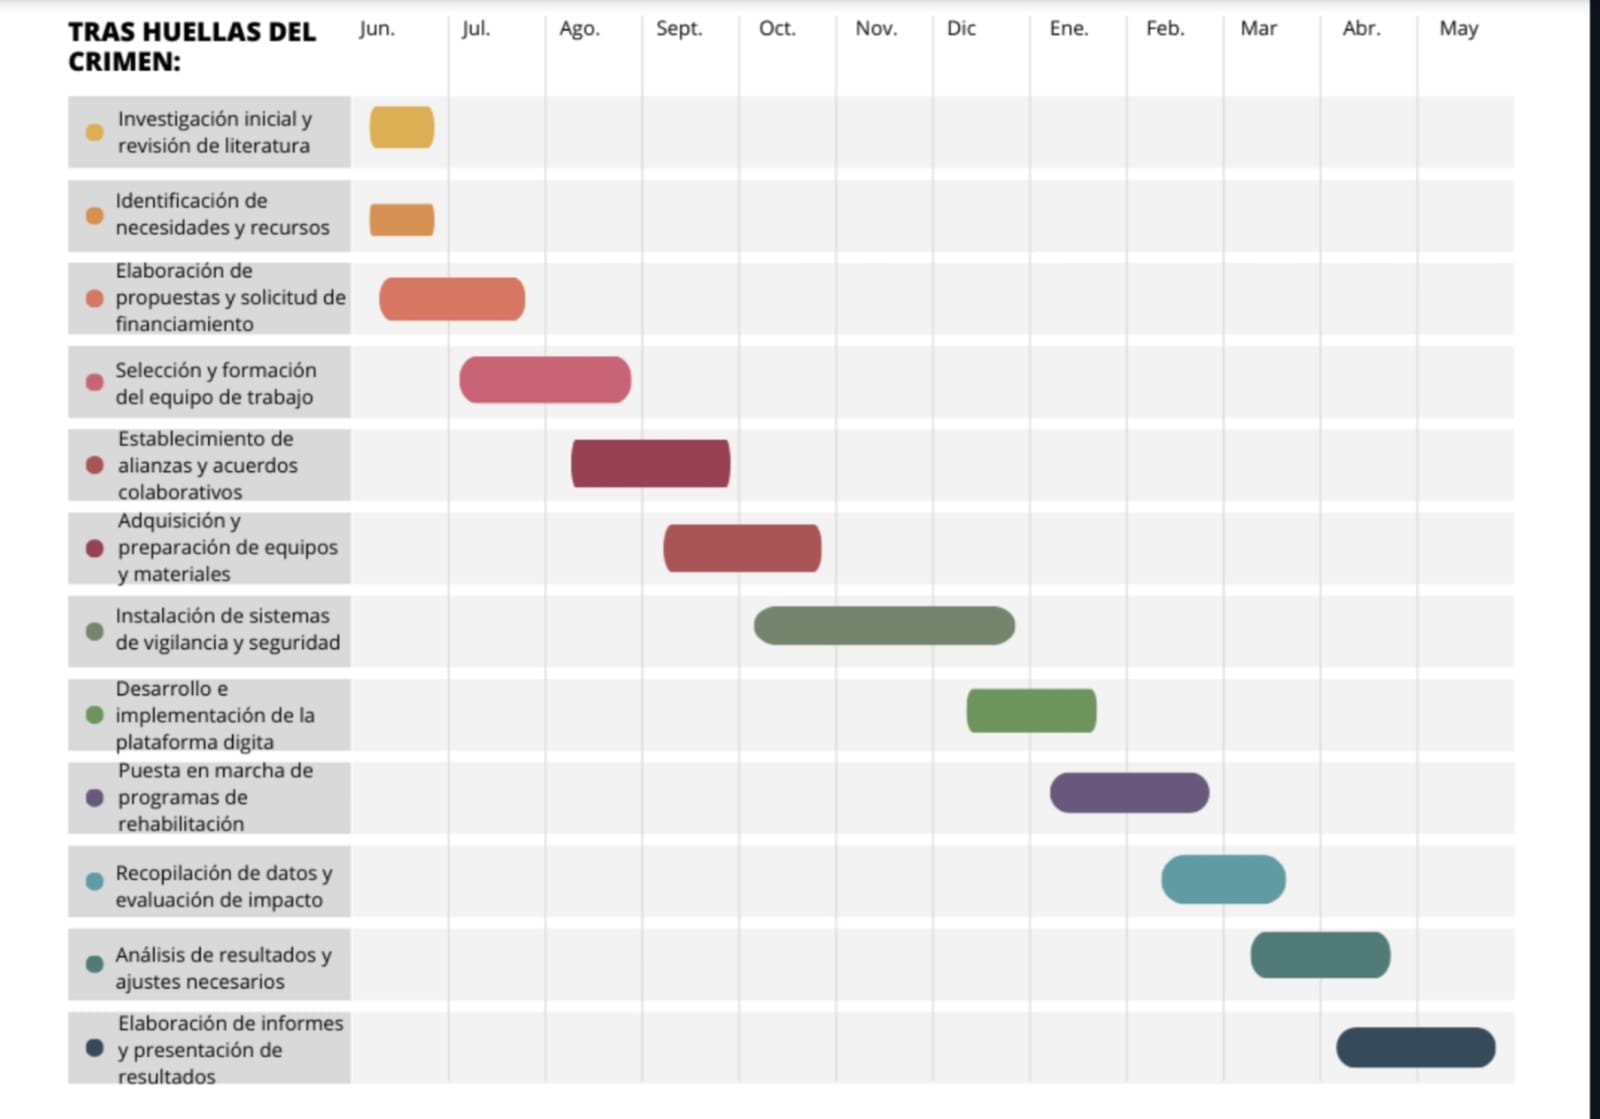 TRAS HUELLAS DEL
CRIMEN:
Jun. Jul. Ago. Sept. Oct. Nov. Dic Ene. Feb. Mar Abr. May
Investigación inicial y
revisión de literatura
Identificación de
necesidades y recursos
Elaboración de
propuestas y solicitud de
financiamiento
Selección y formación
del equipo de trabajo
Establecimiento de
alianzas y acuerdos
colaborativos
Adquisición y
preparación de equipos
y materiales
Instalación de sistemas
de vigilancia y seguridad
Desarrollo e
implementación de la
plataforma digita
Puesta en marcha de
programas de
rehabilitación
Recopilación de datos y
evaluación de impacto
Análisis de resultados y
ajustes necesarios
Elaboración de informes
y presentación de
resultados